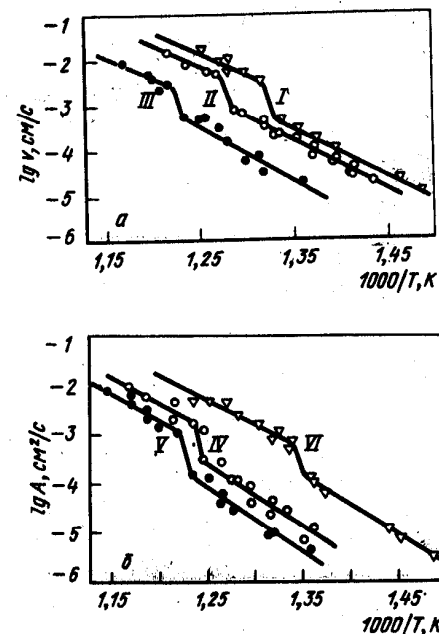 -1
-2
-3
-4
-5
-6
lg v, см/с
III
II
I
а
1,15
1,25
1,35
1,45
1000/T, К
-1
-2
-3
-4
-5
-6
lg A, см²/с
V
IV
VI
б
1,15
1,25
1,35
1,45
1000/T, К